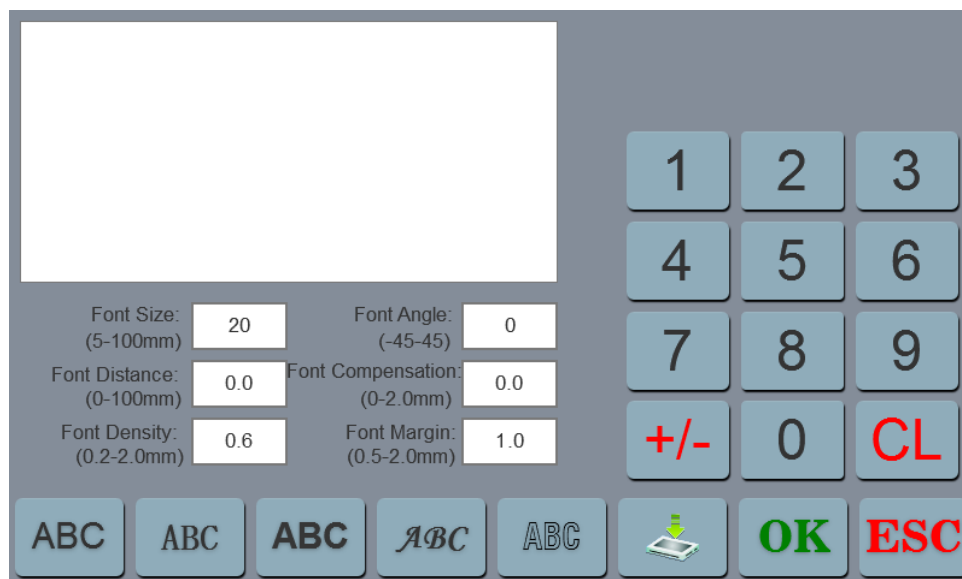 1 2 3
4 5 6
Font Size: 20 Font Angle: 0
(5-100mm) (-45-45)
7 8 9
Font Distance: 0.0 Font Compensation: 0.0
(0-100mm) (0-2.0mm)
Font Density: 0.6 Font Margin: 1.0
(0.2-2.0mm) (0.5-2.0mm)
+/- 0 CL
ABC ABC ABC ABC ABC OK ESC